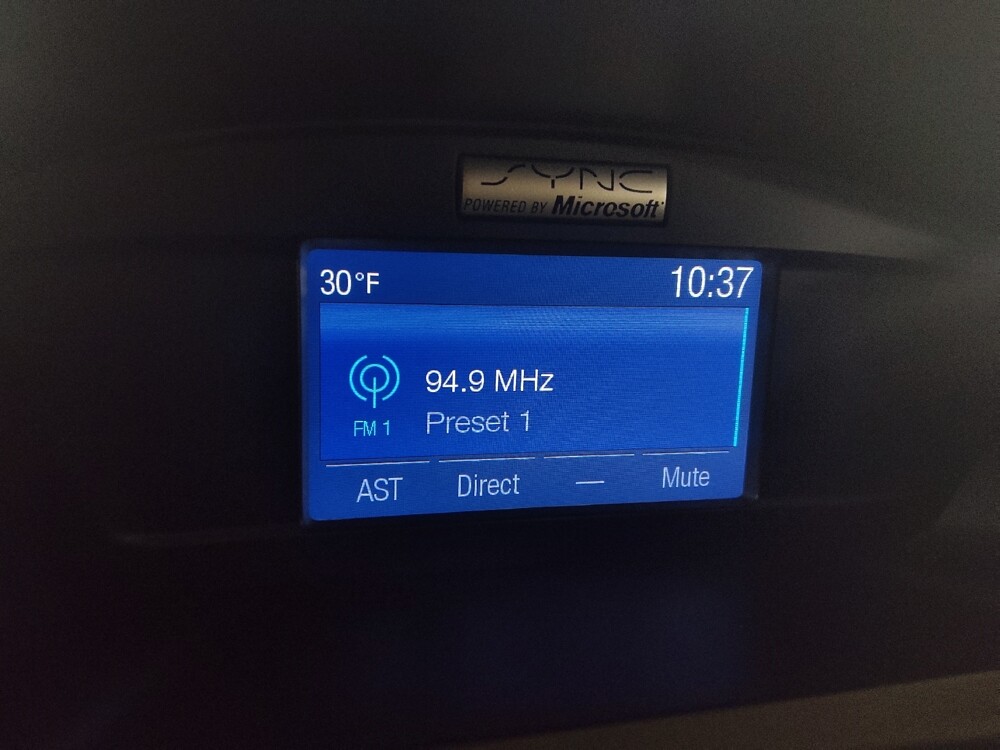 SYNC
POWERED BY Microsoft
30°F 10:37
94.9 MHz
FM 1 Preset 1
AST Direct — Mute